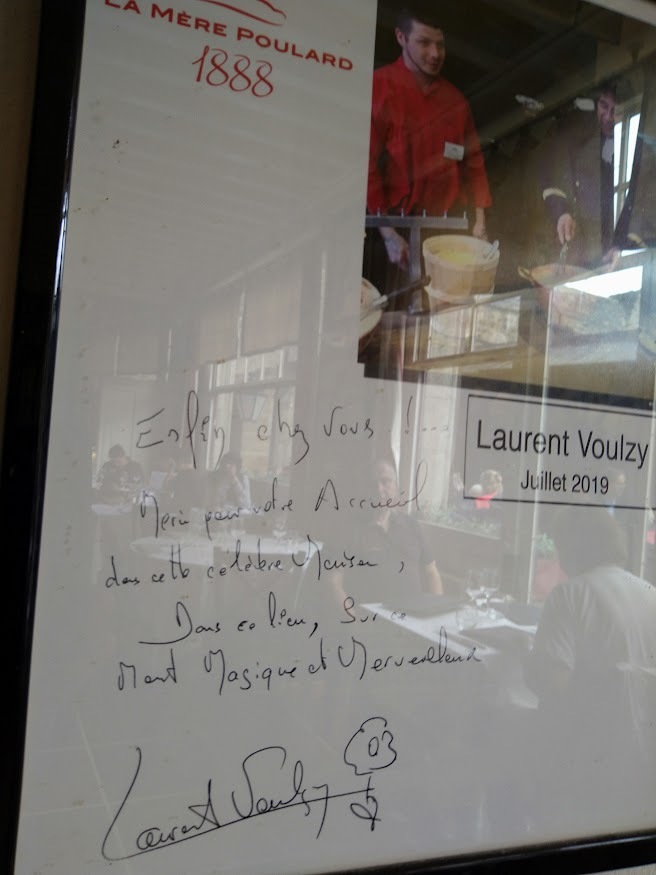 LA MÈRE POULARD
1888
Enfin chez vous !...
Laurent Voulzy
Juillet 2019
Merci pour votre Accueil
dans cette célèbre Maison,
Dans ce lieu, Sur ce
Mont Magique et Merveilleux
Laurent Voulzy